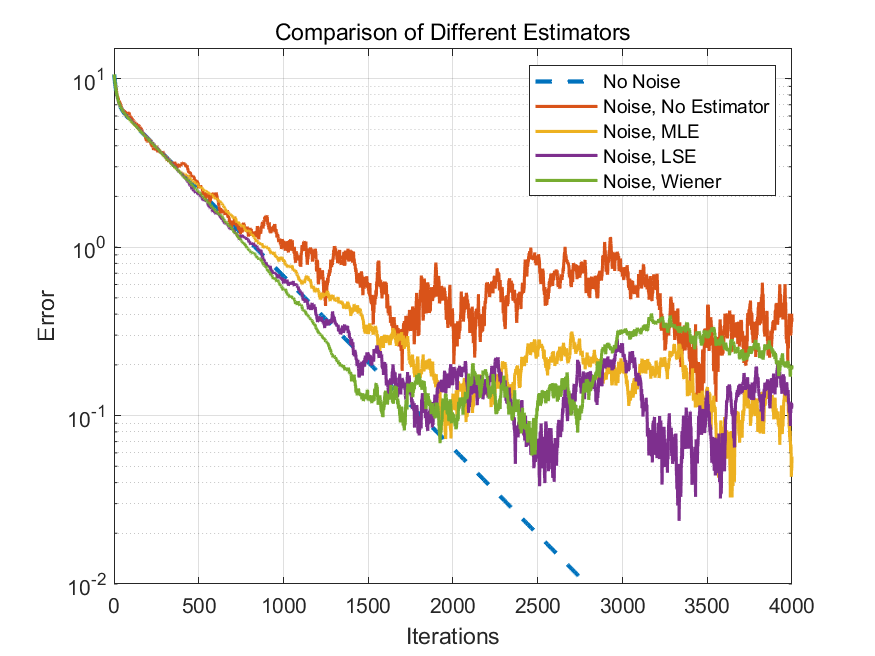 Comparison of Different Estimators
No Noise
Noise, No Estimator
Noise, MLE
Noise, LSE
Noise, Wiener
10^1
10^0
10^-1
10^-2
Error
0 500 1000 1500 2000 2500 3000 3500 4000
Iterations